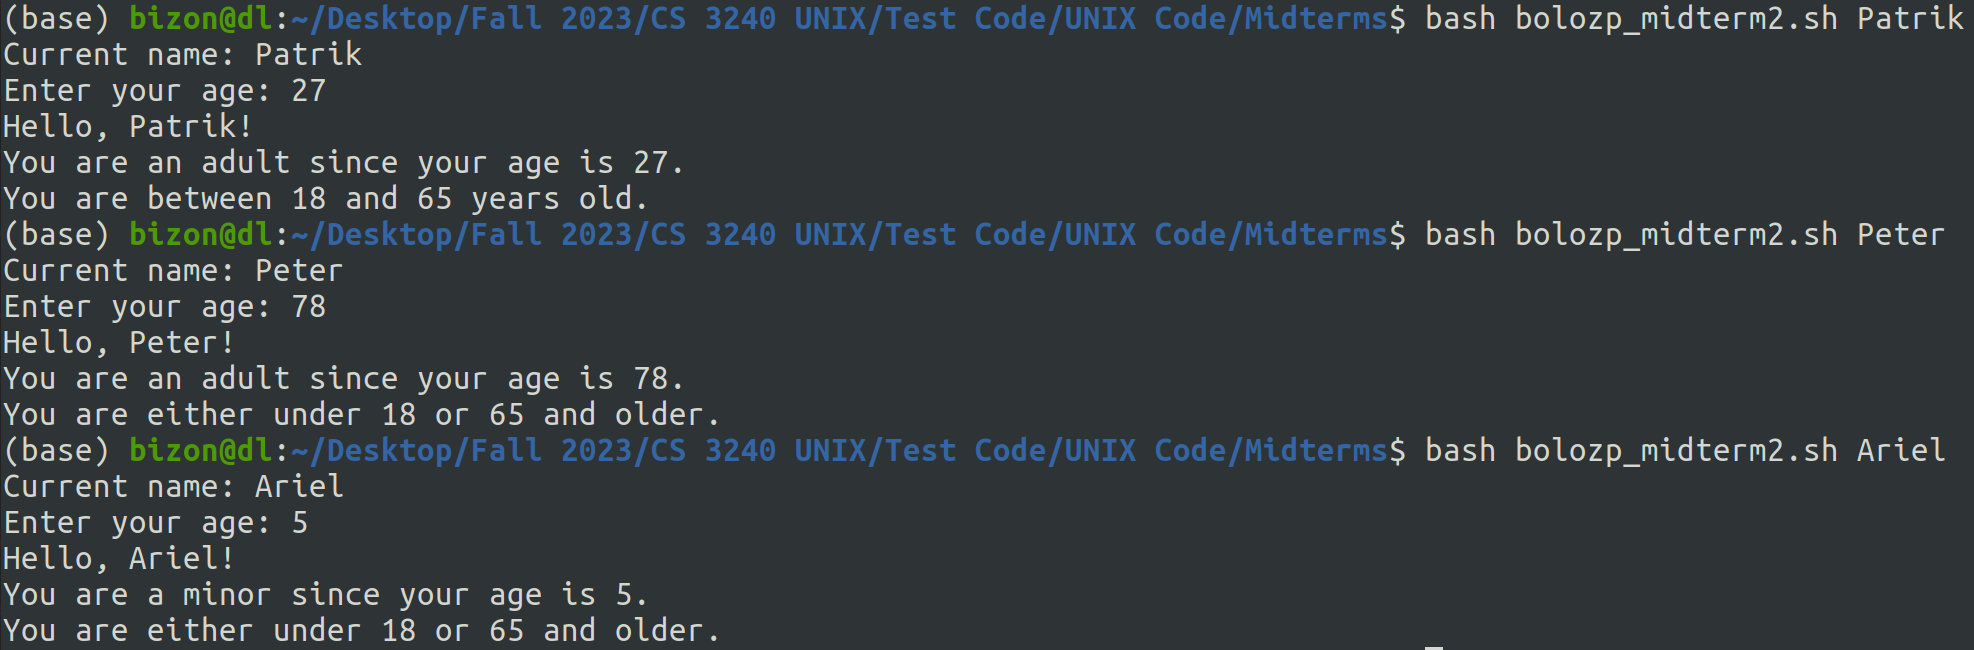 (base) bizon@dl:~/Desktop/Fall 2023/CS 3240 UNIX/Test Code/UNIX Code/Midterms$ bash bolozp_midterm2.sh Patrik
Current name: Patrik
Enter your age: 27
Hello, Patrik!
You are an adult since your age is 27.
You are between 18 and 65 years old.
(base) bizon@dl:~/Desktop/Fall 2023/CS 3240 UNIX/Test Code/UNIX Code/Midterms$ bash bolozp_midterm2.sh Peter
Current name: Peter
Enter your age: 78
Hello, Peter!
You are an adult since your age is 78.
You are either under 18 or 65 and older.
(base) bizon@dl:~/Desktop/Fall 2023/CS 3240 UNIX/Test Code/UNIX Code/Midterms$ bash bolozp_midterm2.sh Ariel
Current name: Ariel
Enter your age: 5
Hello, Ariel!
You are a minor since your age is 5.
You are either under 18 or 65 and older.